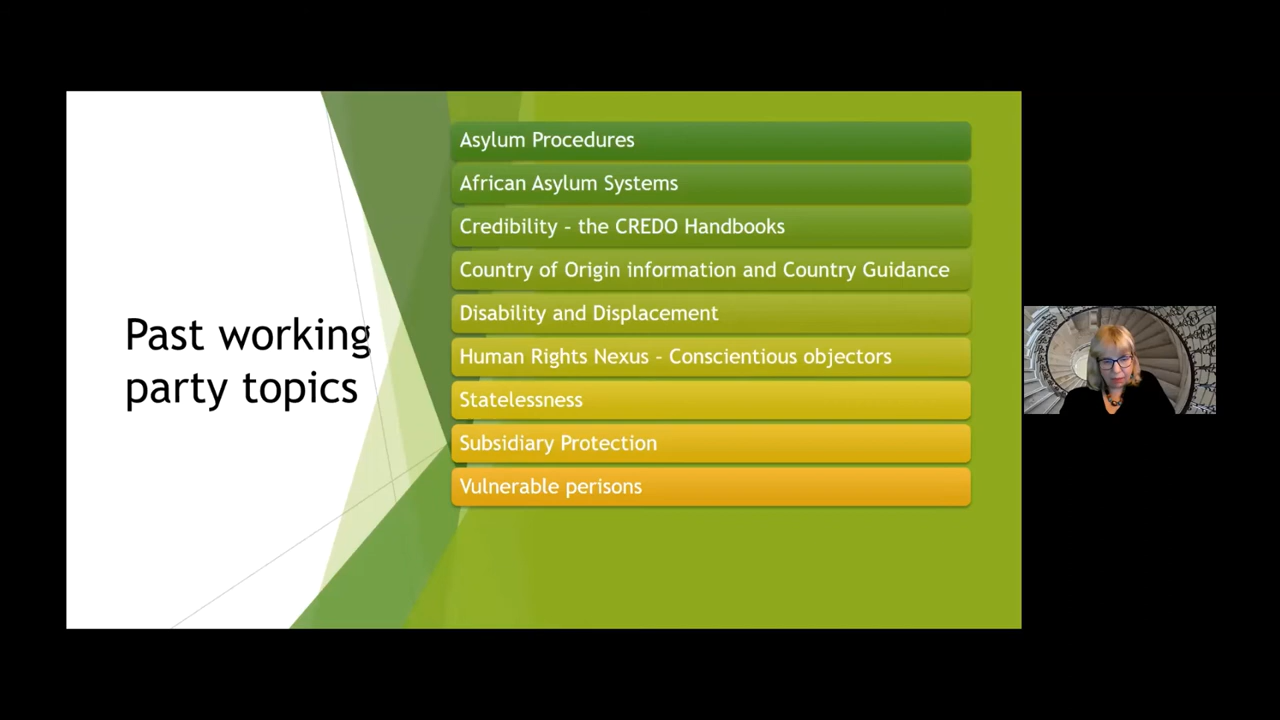 Past working
party topics
Asylum Procedures
African Asylum Systems
Credibility – the CREDO Handbooks
Country of Origin information and Country Guidance
Disability and Displacement
Human Rights Nexus – Conscientious objectors
Statelessness
Subsidiary Protection
Vulnerable perisons